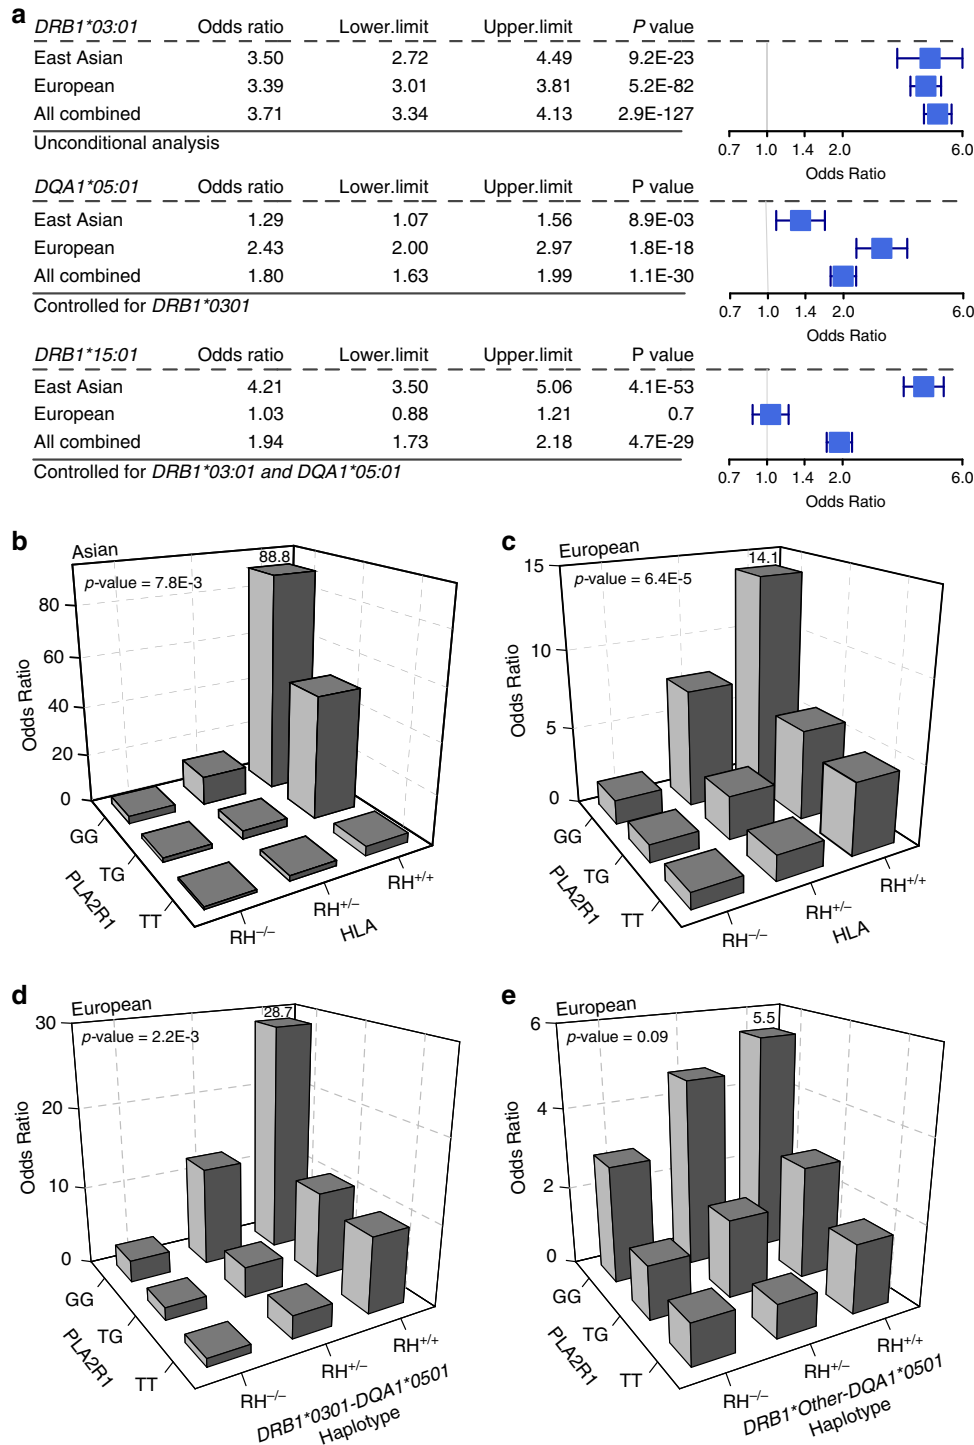 a
DRB1*03:01 Odds ratio Lower.limit Upper.limit P value
East Asian 3.50 2.72 4.49 9.2E-23
European 3.39 3.01 3.81 5.2E-82
All combined 3.71 3.34 4.13 2.9E-127
Unconditional analysis
0.7 1.0 1.4 2.0 6.0
Odds Ratio
DQA1*05:01 Odds ratio Lower.limit Upper.limit P value
East Asian 1.29 1.07 1.56 8.9E-03
European 2.43 2.00 2.97 1.8E-18
All combined 1.80 1.63 1.99 1.1E-30
Controlled for DRB1*0301
0.7 1.0 1.4 2.0 6.0
Odds Ratio
DRB1*15:01 Odds ratio Lower.limit Upper.limit P value
East Asian 4.21 3.50 5.06 4.1E-53
European 1.03 0.88 1.21 0.7
All combined 1.94 1.73 2.18 4.7E-29
Controlled for DRB1*03:01 and DQA1*05:01
0.7 1.0 1.4 2.0 6.0
Odds Ratio
b
Asian
p-value = 7.8E-3
88.8
80
60
40
20
0
Odds Ratio
GG
TG
TT
PLA2R1
RH–/–
RH+/–
RH+/+
HLA
c
European
p-value = 6.4E-5
14.1
15
10
5
0
Odds Ratio
GG
TG
TT
PLA2R1
RH–/–
RH+/–
RH+/+
HLA
d
European
p-value = 2.2E-3
28.7
30
20
10
0
Odds Ratio
GG
TG
TT
PLA2R1
RH–/–
RH+/–
RH+/+
DRB1*0301-DQA1*0501
Haplotype
e
European
p-value = 0.09
5.5
6
4
2
0
Odds Ratio
GG
TG
TT
PLA2R1
RH–/–
RH+/–
RH+/+
DRB1*Other-DQA1*0501
Haplotype